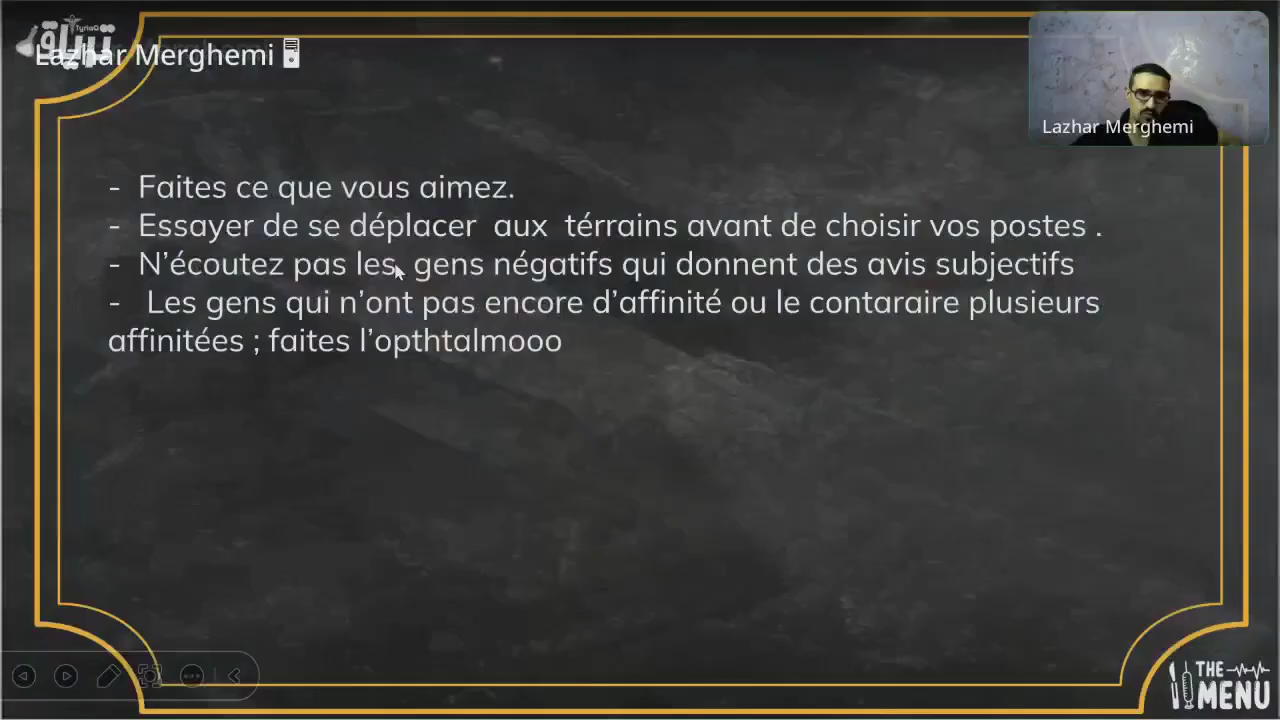 ترياق
TyriaQ
Lazhar Merghemi
Lazhar Merghemi
- Faites ce que vous aimez.
- Essayer de se déplacer aux térrains avant de choisir vos postes .
- N’écoutez pas les gens négatifs qui donnent des avis subjectifs
- Les gens qui n’ont pas encore d’affinité ou le contaraire plusieurs
affinitées ; faites l’opthtalmooo
THE
MENU